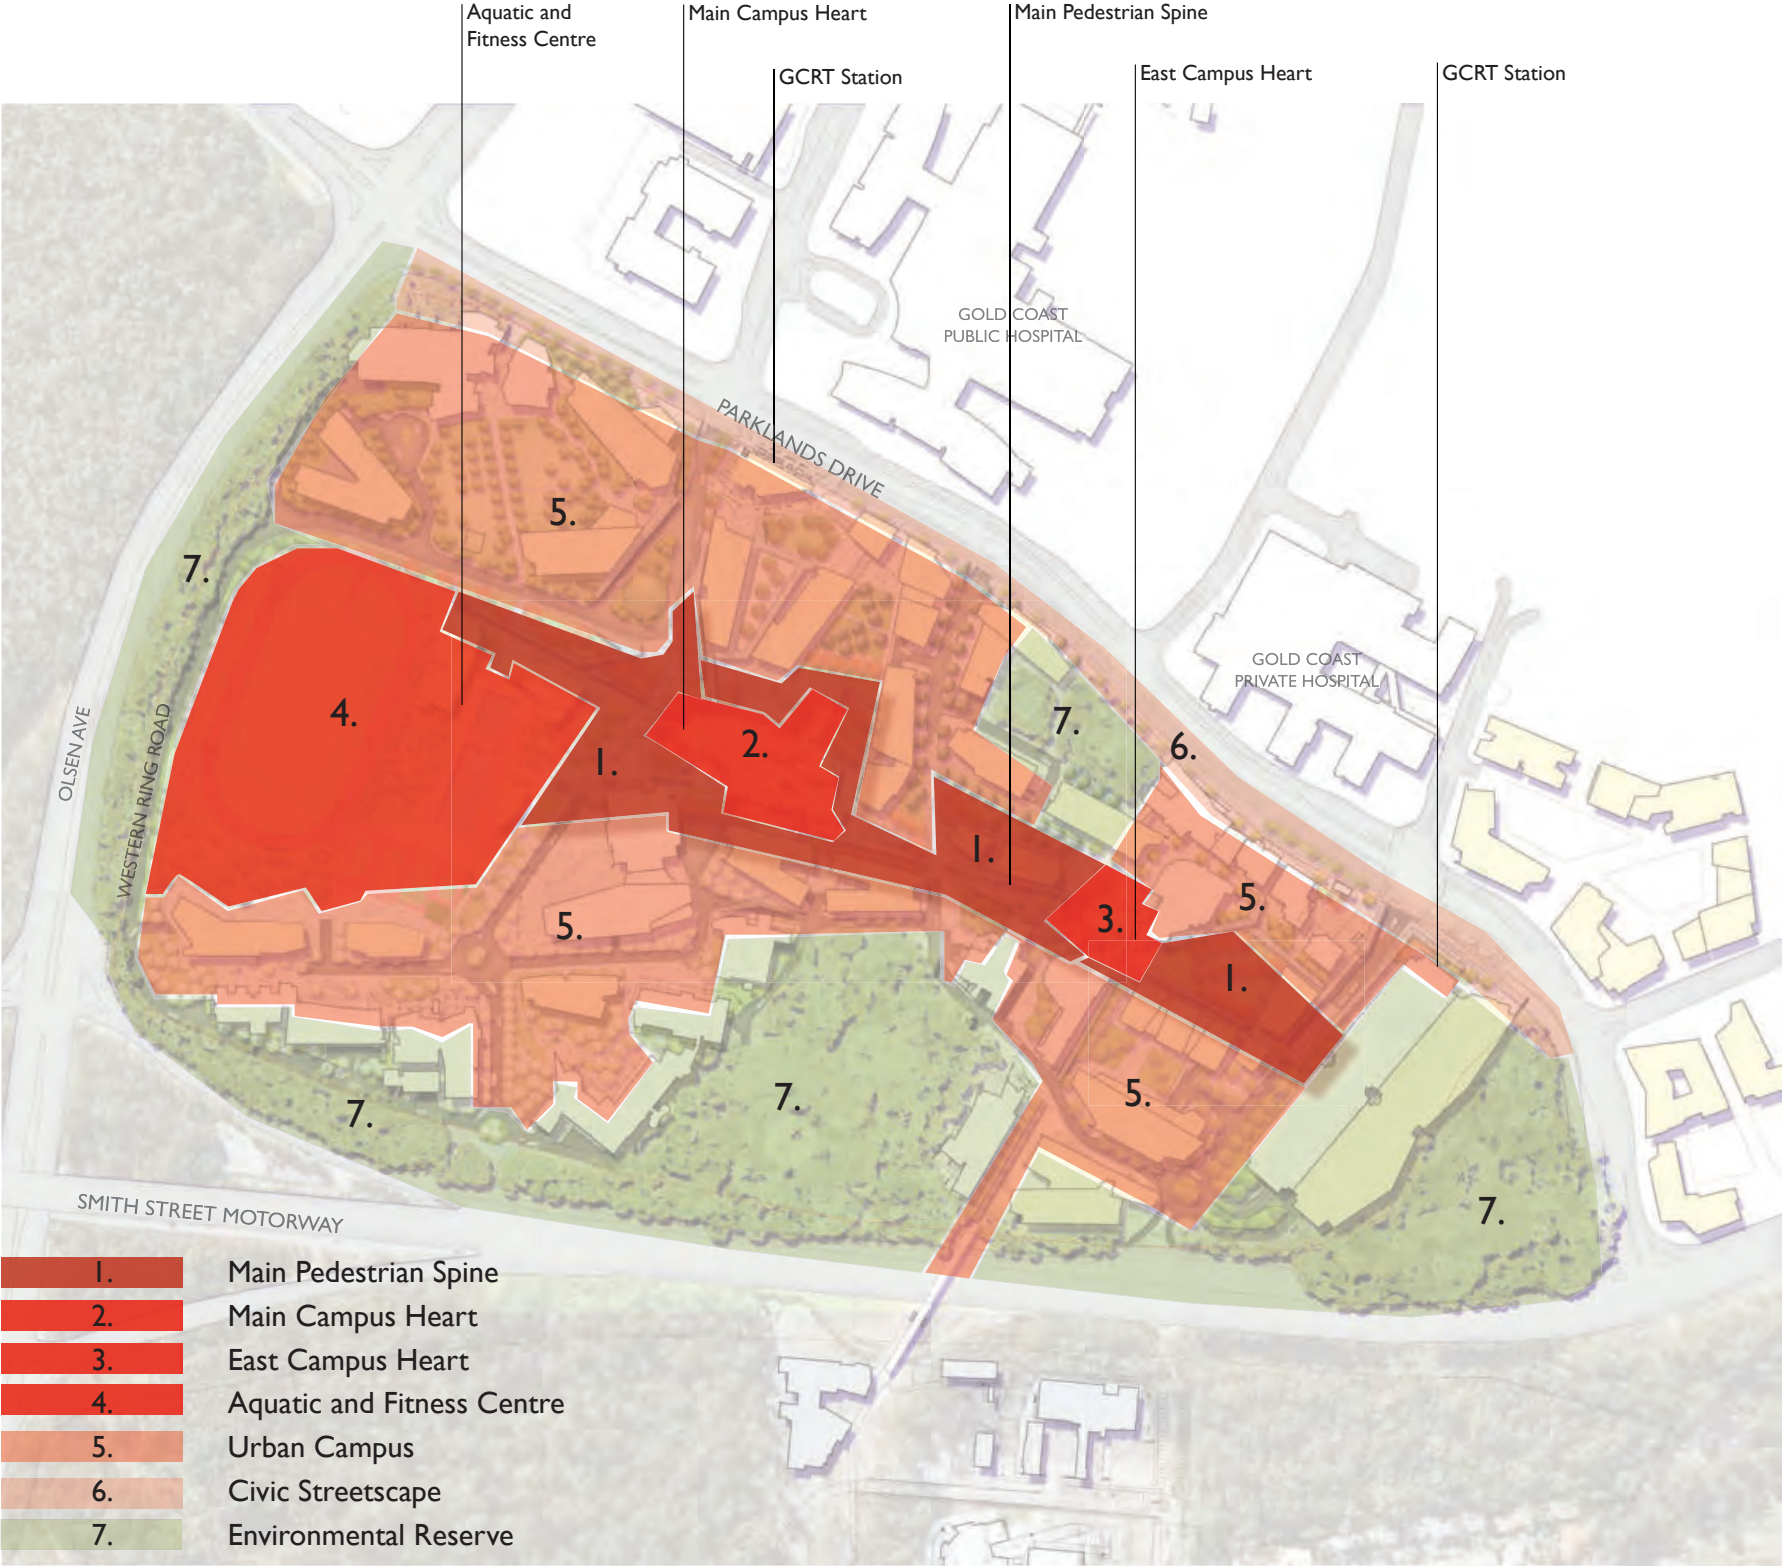 Aquatic and
Fitness Centre
Main Campus Heart
Main Pedestrian Spine
GCRT Station
East Campus Heart
GCRT Station
GOLD COAST
PUBLIC HOSPITAL
PARKLANDS DRIVE
5.
7.
GOLD COAST
PRIVATE HOSPITAL
4.
7.
6.
2.
1.
OLSEN AVE
WESTERN RING ROAD
1.
5.
3.
5.
1.
5.
7.
7.
7.
SMITH STREET MOTORWAY
1. Main Pedestrian Spine
2. Main Campus Heart
3. East Campus Heart
4. Aquatic and Fitness Centre
5. Urban Campus
6. Civic Streetscape
7. Environmental Reserve